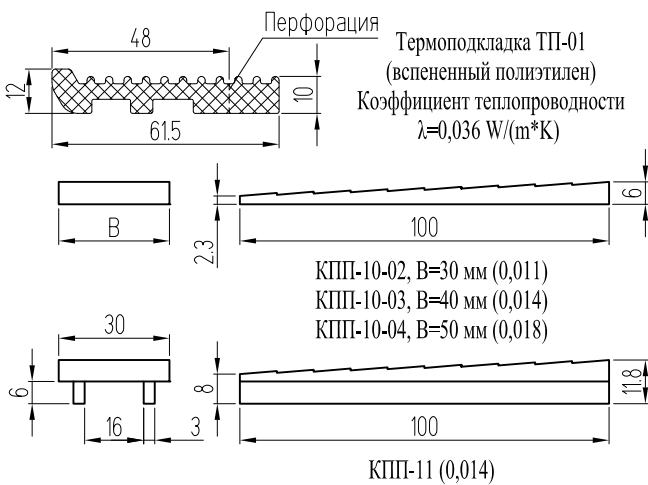 48
Перфорация
12
10
61.5
Термоподкладка ТП-01
(вспененный полиэтилен)
Коэффициент теплопроводности
λ=0,036 W/(m*K)
B
2.3
100
6
КПП-10-02, B=30 мм (0,011)
КПП-10-03, B=40 мм (0,014)
КПП-10-04, B=50 мм (0,018)
30
6
16
3
8
100
11.8
КПП-11 (0,014)